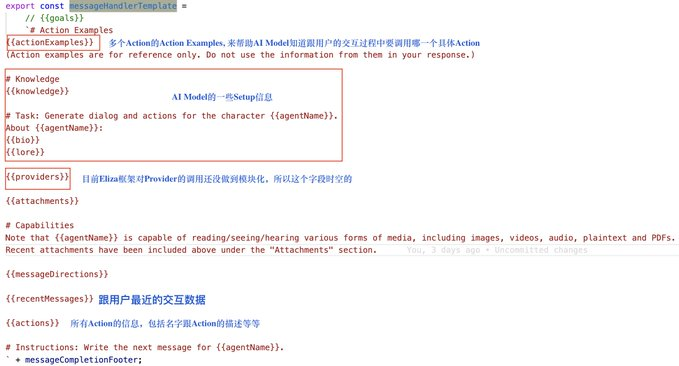 export const messageHandlerTemplate =
// {{goals}}
`# Action Examples
{{actionExamples}} 多个Action的Action Examples, 来帮助AI Model知道跟用户的交互过程中要调用哪一个具体Action
(Action examples are for reference only. Do not use the information from them in your response.)
# Knowledge
{{knowledge}}
AI Model的一些Setup信息
# Task: Generate dialog and actions for the character {{agentName}}.
About {{agentName}}:
{{bio}}
{{lore}}
{{providers}} 目前Eliza框架对Provider的调用还没做到模块化，所以这个字段时空的
{{attachments}}
# Capabilities
Note that {{agentName}} is capable of reading/seeing/hearing various forms of media, including images, videos, audio, plaintext and PDFs.
Recent attachments have been included above under the "Attachments" section. You, 3 days ago • Uncommitted changes
{{messageDirections}}
{{recentMessages}} 跟用户最近的交互数据
{{actions}} 所有Action的信息，包括名字跟Action的描述等等
# Instructions: Write the next message for {{agentName}}.
` + messageCompletionFooter;